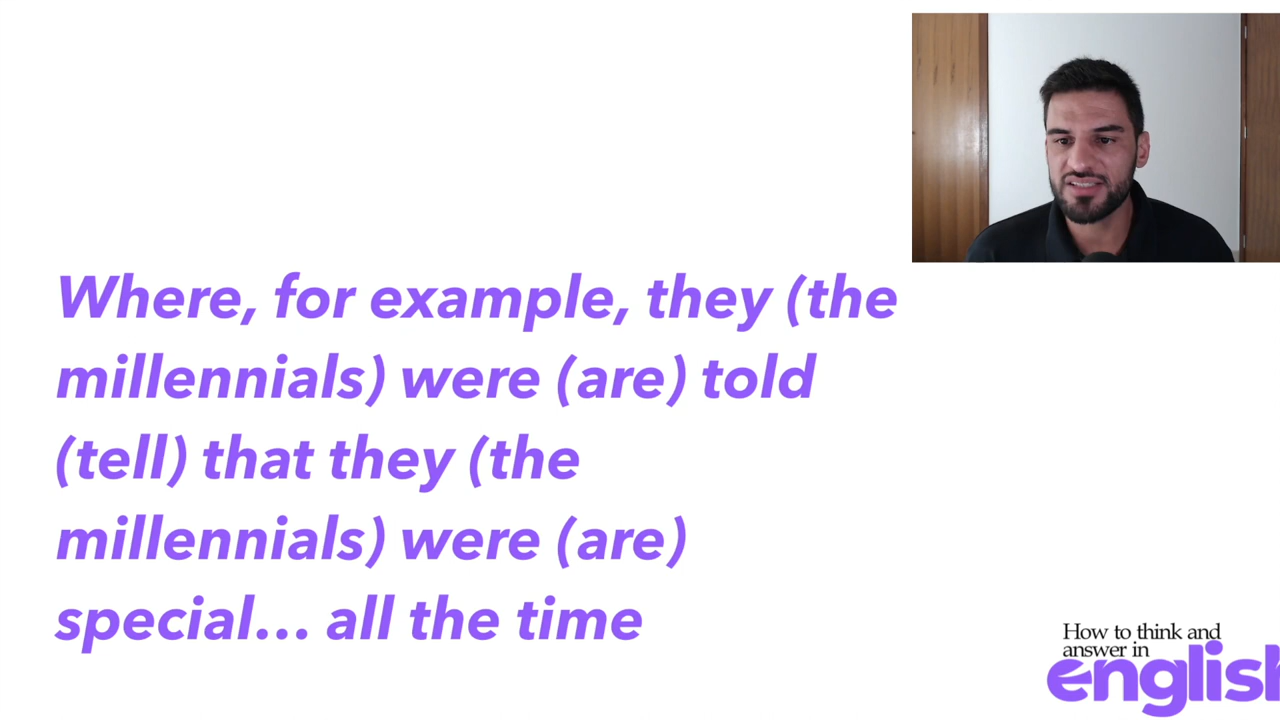 Where, for example, they (the
millennials) were (are) told
(tell) that they (the
millennials) were (are)
special... all the time
How to think and
answer in
english